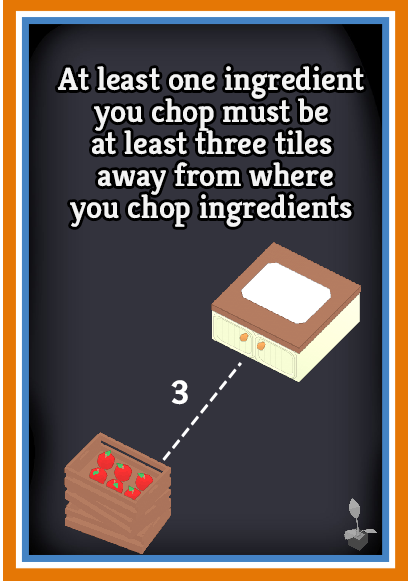 At least one ingredient
you chop must be
at least three tiles
away from where
you chop ingredients
3